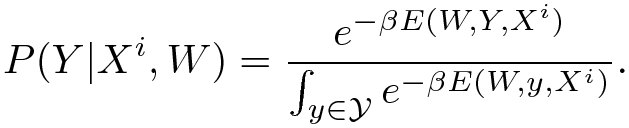 $$P(Y|X^i, W) = \frac{e^{-\beta E(W,Y,X^i)}}{\int_{y \in \mathcal{Y}} e^{-\beta E(W,y,X^i)}}.$$